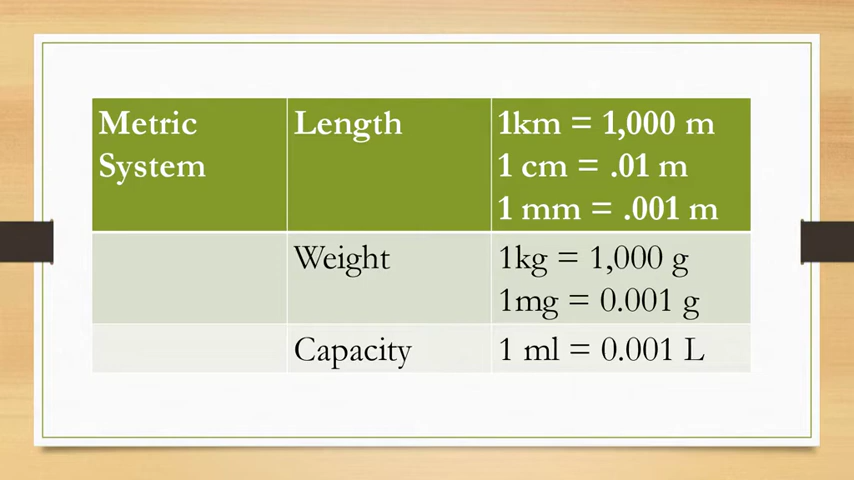 Metric System
Length
1km = 1,000 m
1 cm = .01 m
1 mm = .001 m
Weight
1kg = 1,000 g
1mg = 0.001 g
Capacity
1 ml = 0.001 L